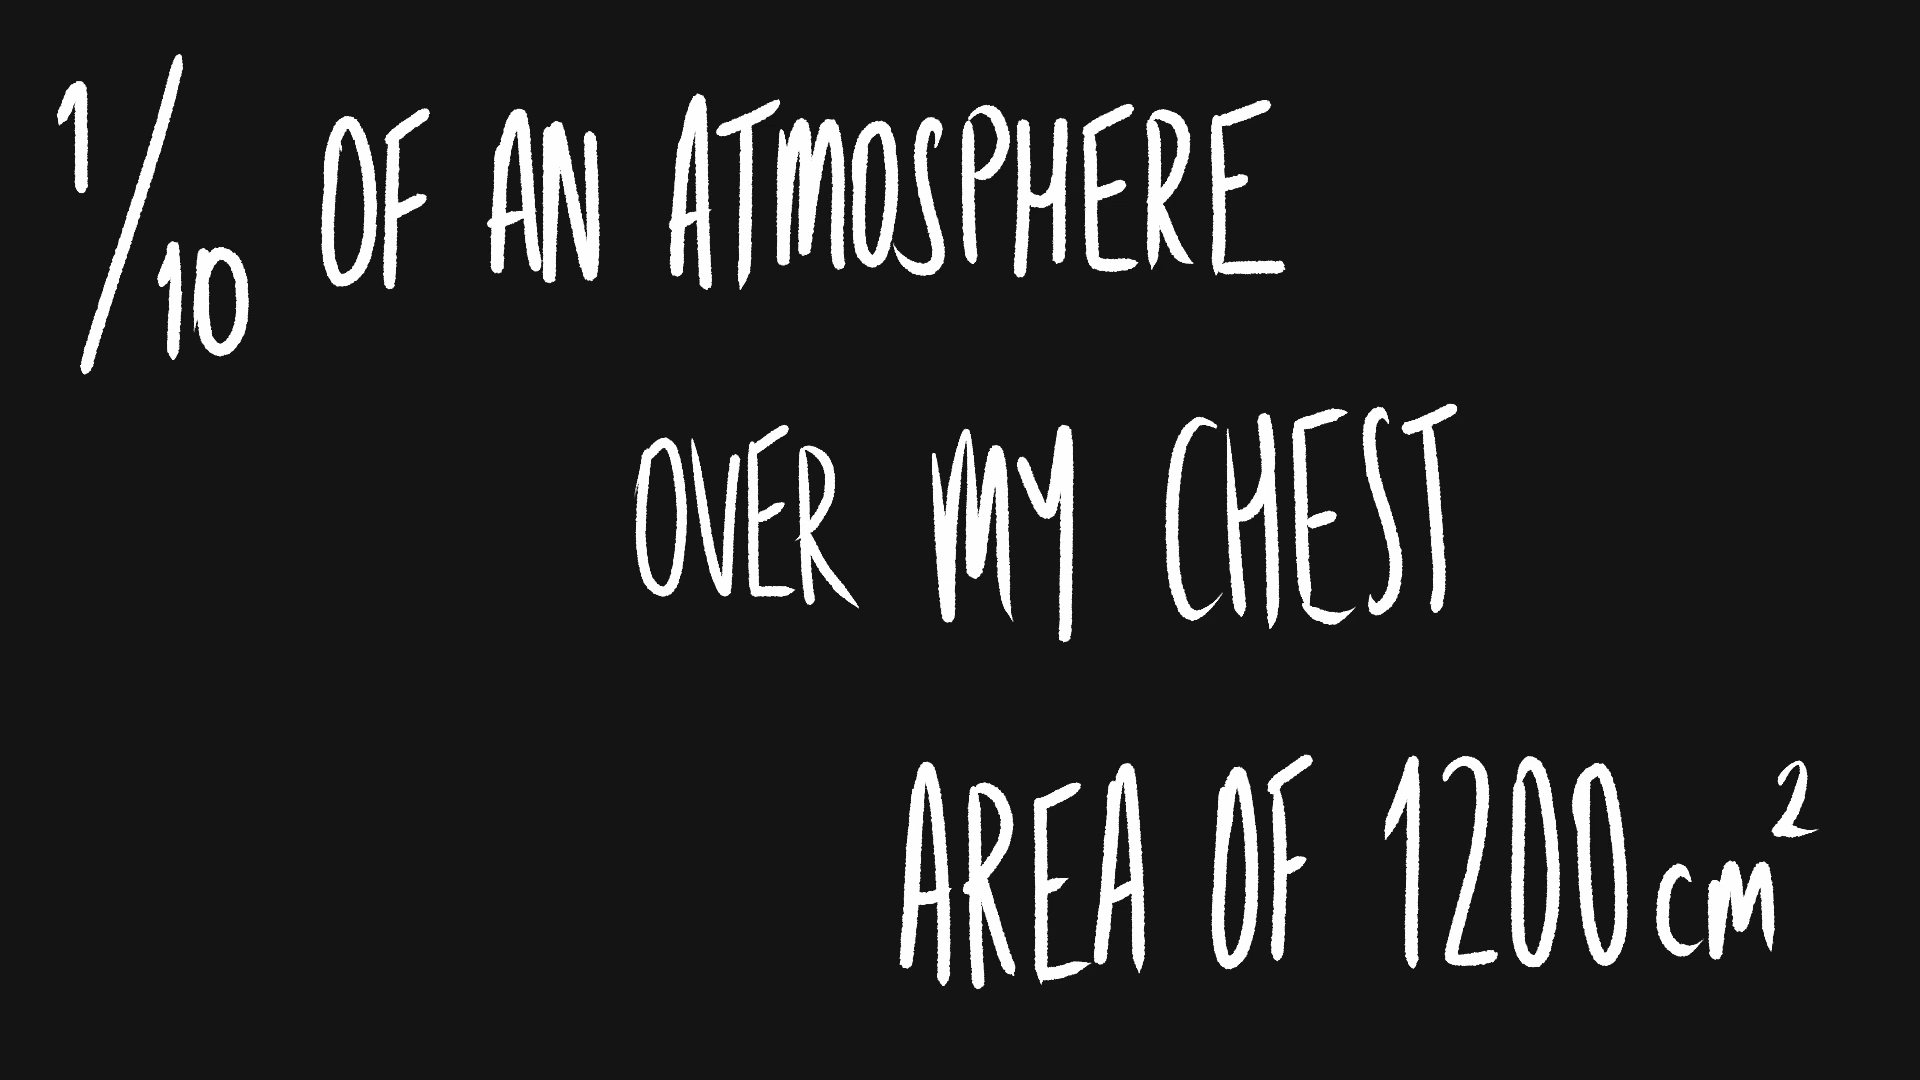 1/10 OF AN ATMOSPHERE
OVER MY CHEST
AREA OF 1200 cm²